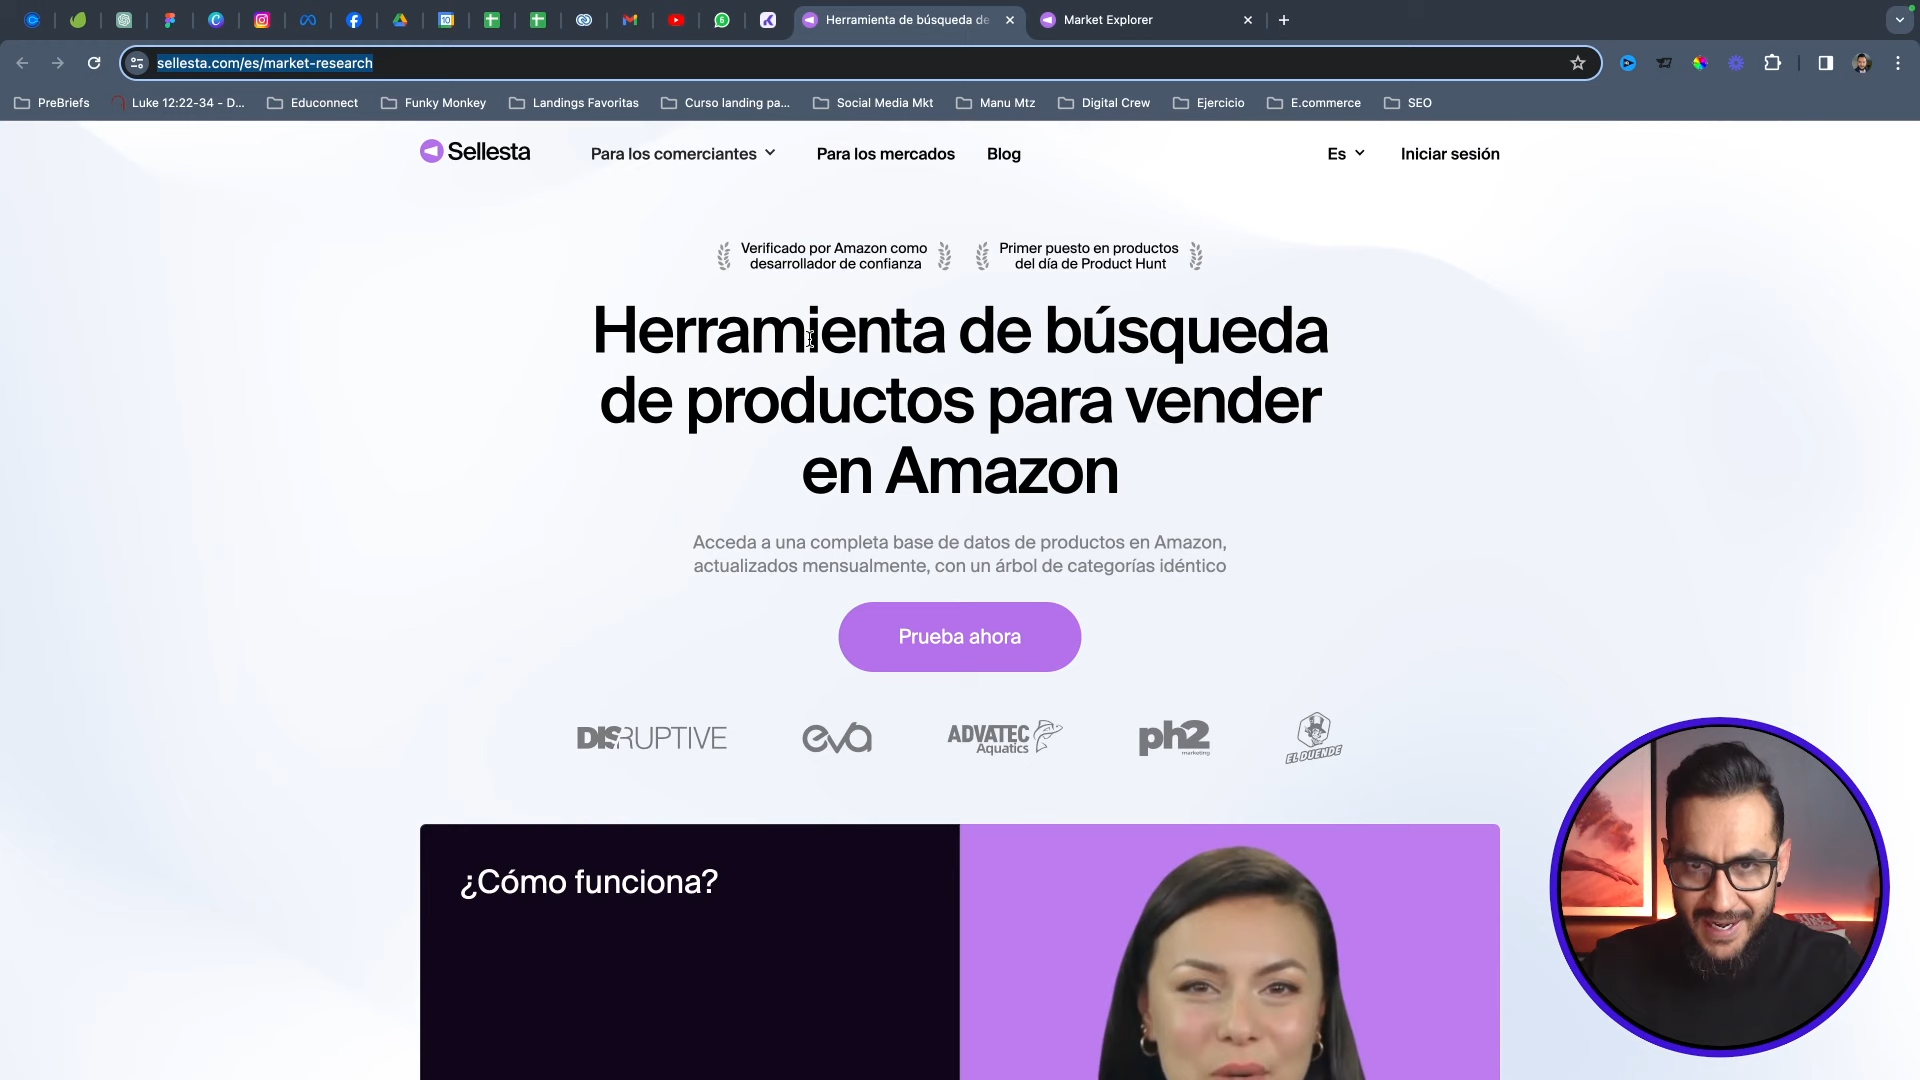 Herramienta de búsqueda de
Market Explorer
sellesta.com/es/market-research
PreBriefs
Luke 12:22-34 - D...
Educonnect
Funky Monkey
Landings Favoritas
Curso landing pa...
Social Media Mkt
Manu Mtz
Digital Crew
Ejercicio
E.commerce
SEO
Sellesta
Para los comerciantes
Para los mercados
Blog
Es
Iniciar sesión
Verificado por Amazon como
desarrollador de confianza
Primer puesto en productos
del día de Product Hunt
Herramienta de búsqueda
de productos para vender
en Amazon
Acceda a una completa base de datos de productos en Amazon,
actualizados mensualmente, con un árbol de categorías idéntico
Prueba ahora
DISRUPTIVE
eva
ADVATEC
Aquatics
ph2
marketing
EL DUENDE
¿Cómo funciona?